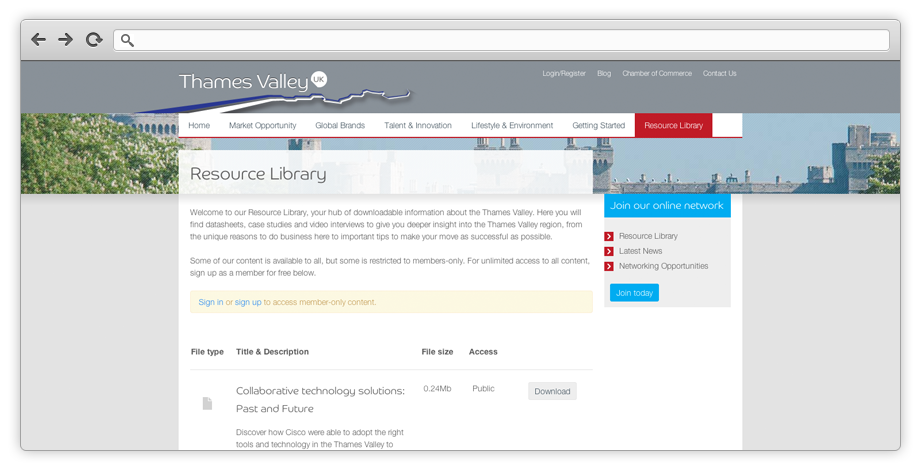 Thames Valley UK
Login/Register Blog Chamber of Commerce Contact Us
Home Market Opportunity Global Brands Talent & Innovation Lifestyle & Environment Getting Started Resource Library
Resource Library
Welcome to our Resource Library, your hub of downloadable information about the Thames Valley. Here you will
find datasheets, case studies and video interviews to give you deeper insight into the Thames Valley region, from
the unique reasons to do business here to important tips to make your move as successful as possible.
Some of our content is available to all, but some is restricted to members-only. For unlimited access to all content,
sign up as a member for free below.
Sign in or sign up to access member-only content.
File type Title & Description File size Access
Collaborative technology solutions:
Past and Future
0.24Mb Public Download
Discover how Cisco were able to adopt the right
tools and technology in the Thames Valley to
Join our online network
Resource Library
Latest News
Networking Opportunities
Join today